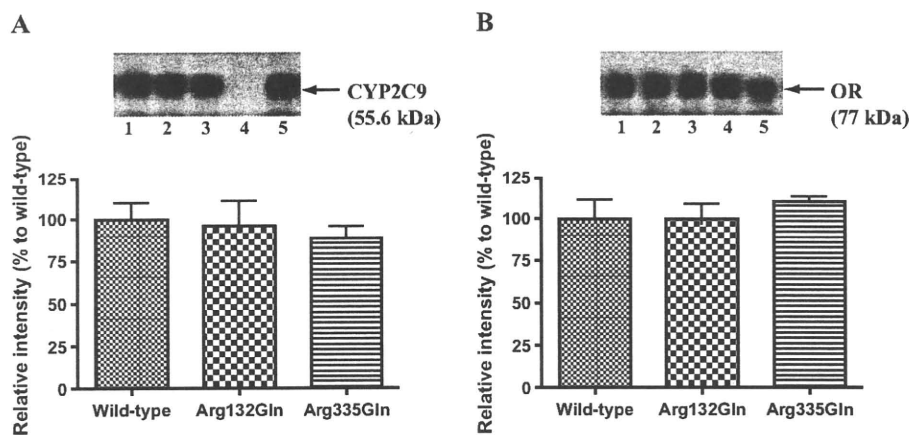 A
CYP2C9
(55.6 kDa)
1 2 3 4 5
Relative intensity (% to wild-type)
125
100
75
50
25
0
Wild-type Arg132Gln Arg335Gln
B
OR
(77 kDa)
1 2 3 4 5
Relative intensity (% to wild-type)
125
100
75
50
25
0
Wild-type Arg132Gln Arg335Gln